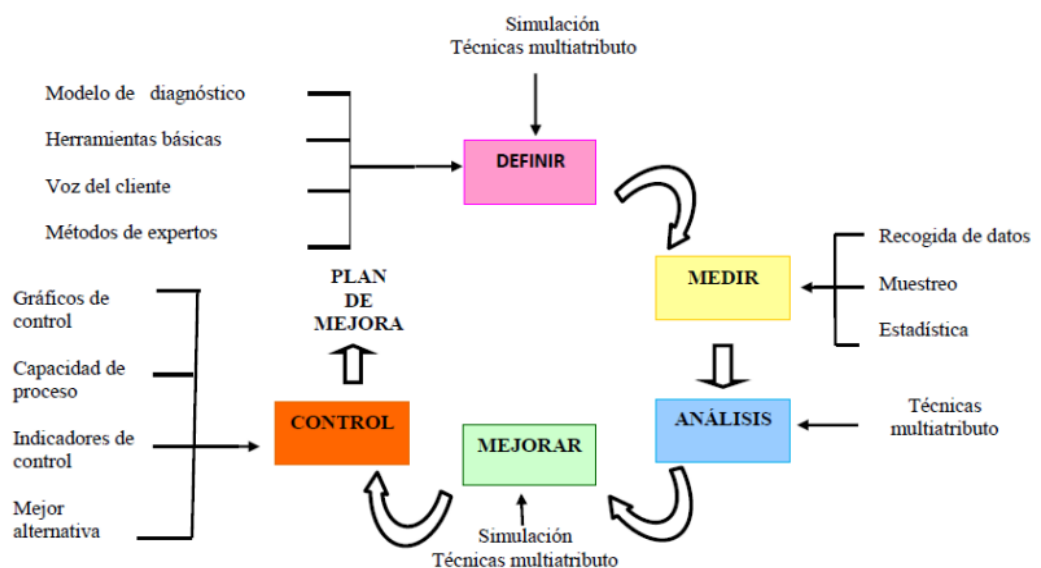 Simulación
Técnicas multiatributo
Modelo de diagnóstico
Herramientas básicas
Voz del cliente
Métodos de expertos
DEFINIR
MEDIR
Recogida de datos
Muestreo
Estadística
PLAN
DE
MEJORA
Gráficos de
control
Capacidad de
proceso
Indicadores de
control
Mejor
alternativa
CONTROL
MEJORAR
ANÁLISIS
Técnicas
multiatributo
Simulación
Técnicas multiatributo